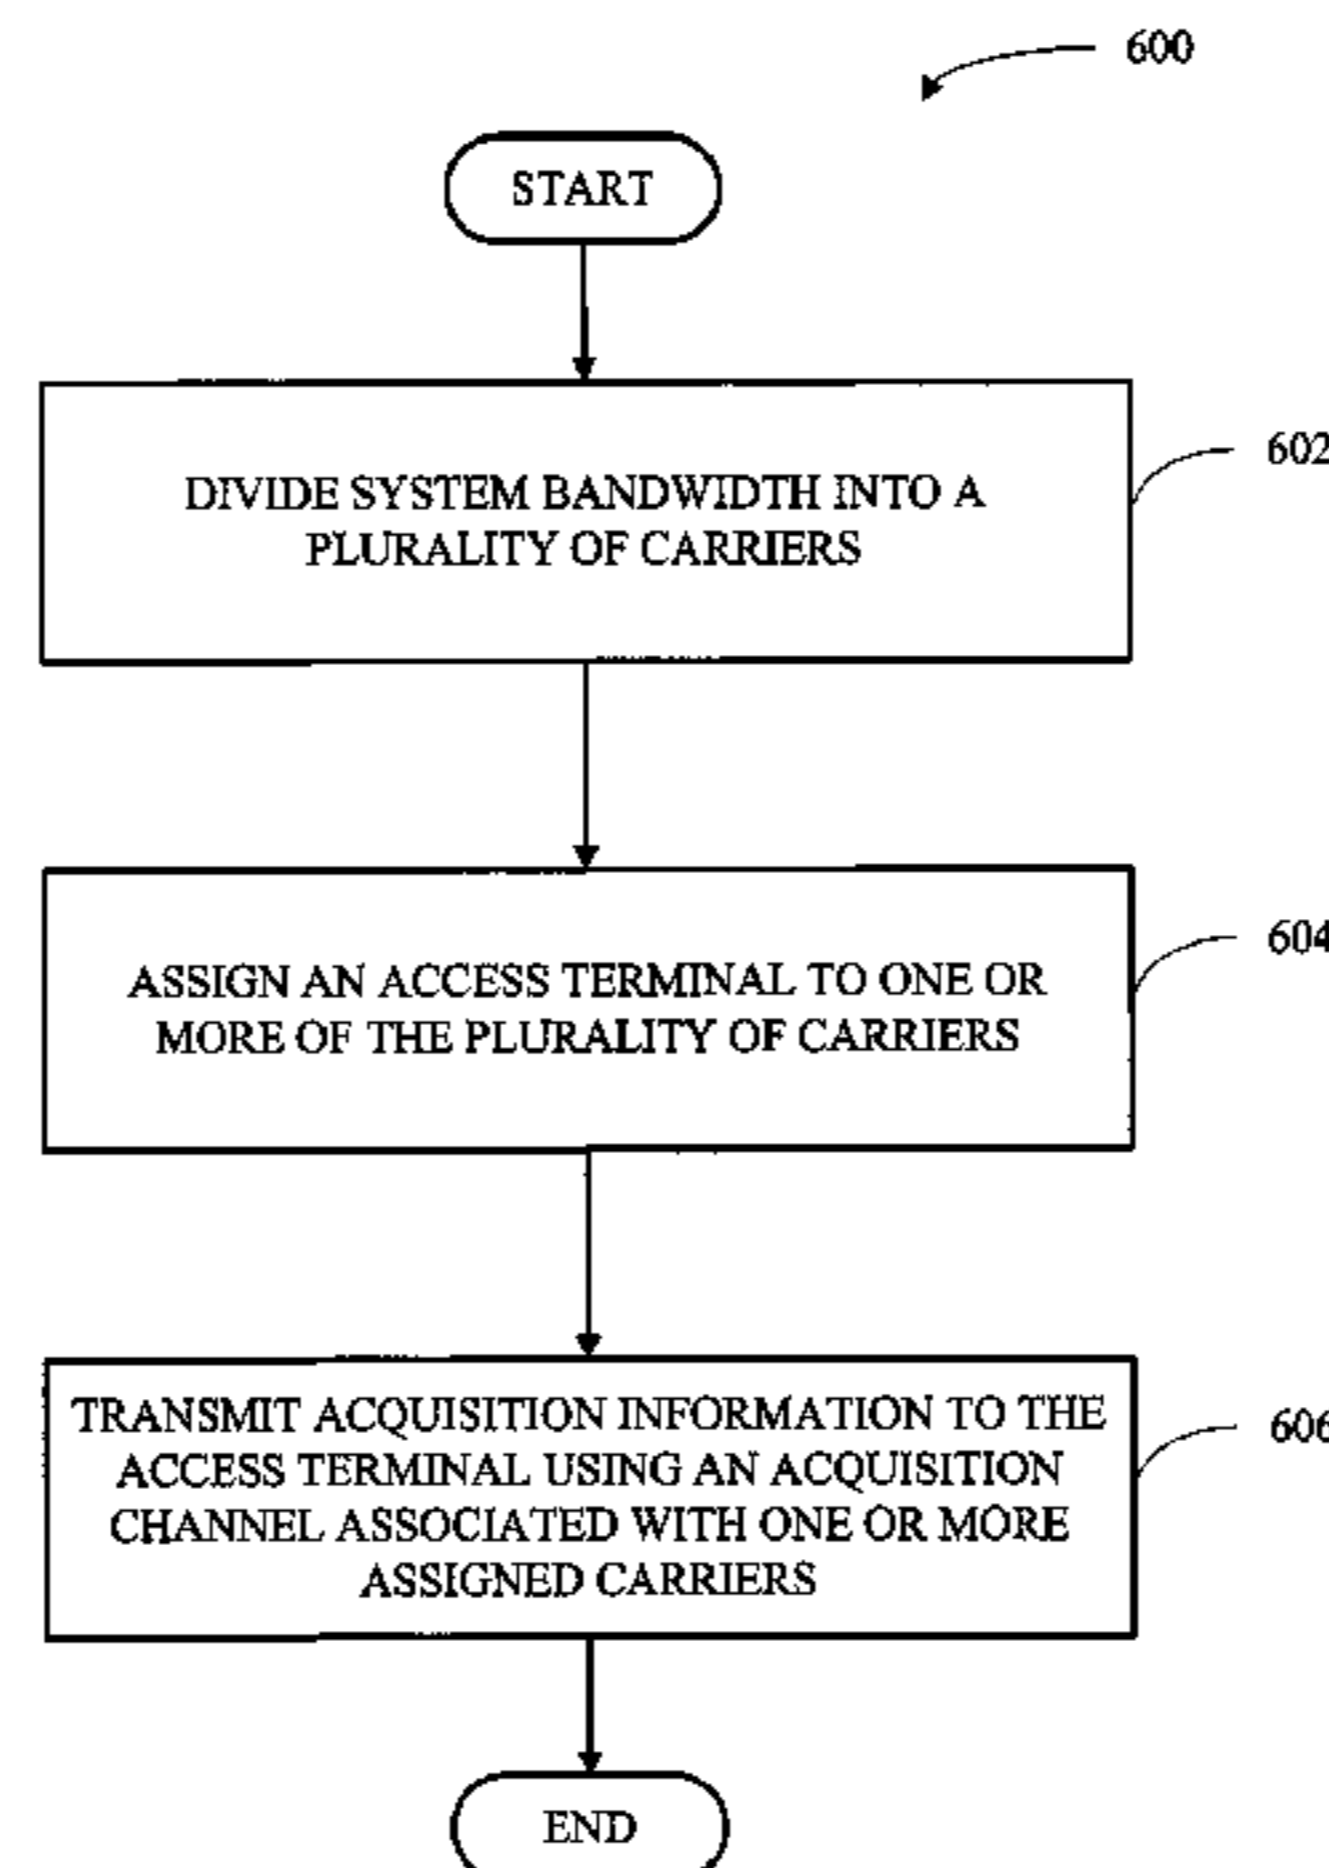 600
START
DIVIDE SYSTEM BANDWIDTH INTO A
PLURALITY OF CARRIERS
602
ASSIGN AN ACCESS TERMINAL TO ONE OR
MORE OF THE PLURALITY OF CARRIERS
604
TRANSMIT ACQUISITION INFORMATION TO THE
ACCESS TERMINAL USING AN ACQUISITION
CHANNEL ASSOCIATED WITH ONE OR MORE
ASSIGNED CARRIERS
606
END